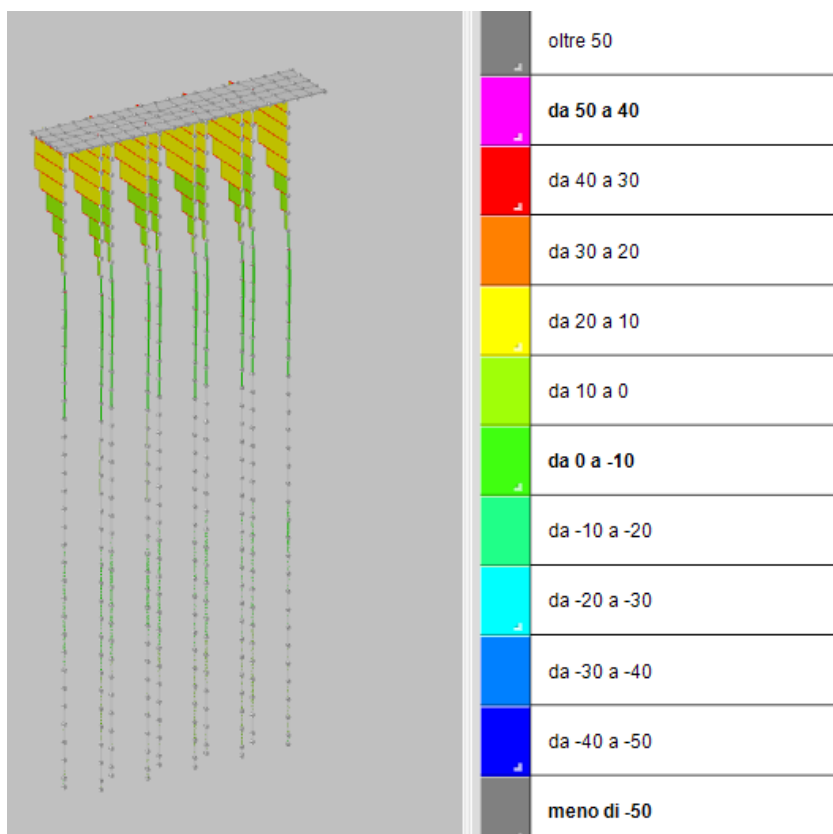 oltre 50
da 50 a 40
da 40 a 30
da 30 a 20
da 20 a 10
da 10 a 0
da 0 a -10
da -10 a -20
da -20 a -30
da -30 a -40
da -40 a -50
meno di -50